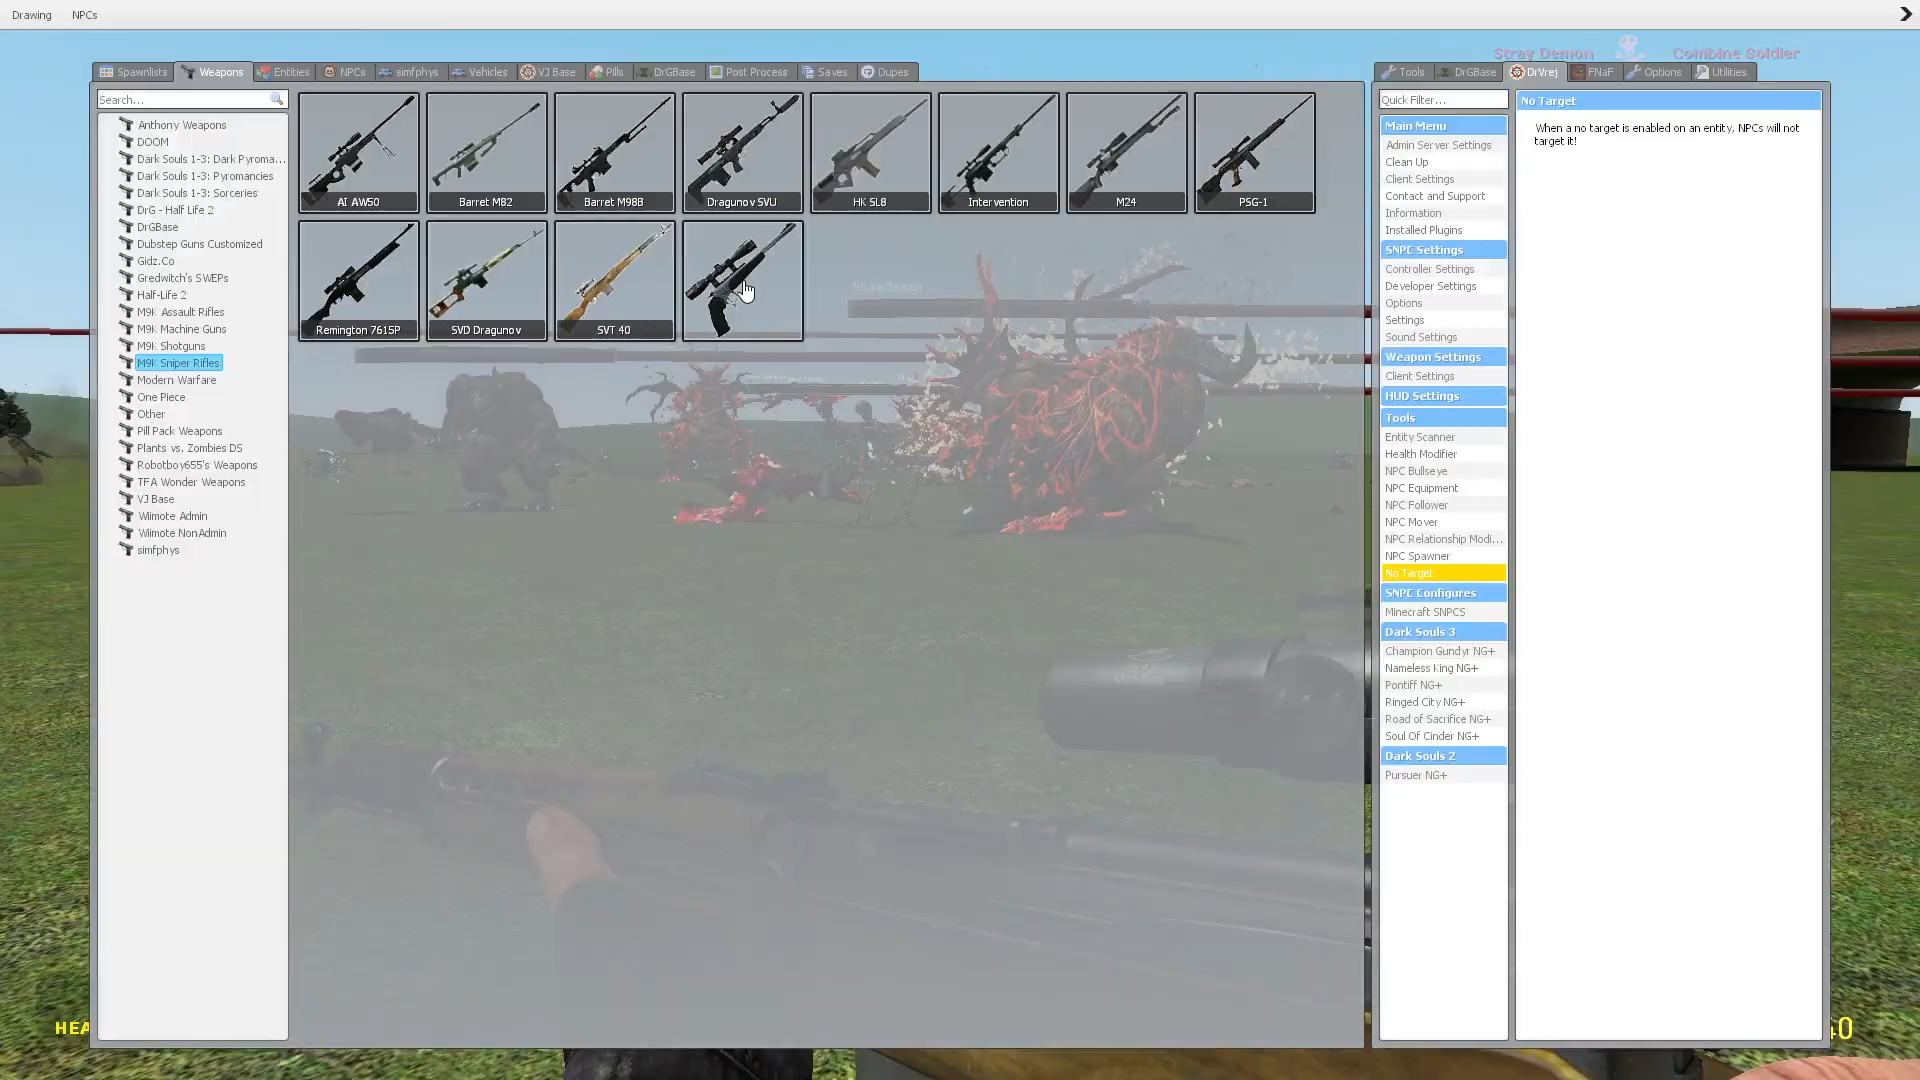 Drawing NPCs
Stray Demon Combine Soldier
Spawnlists Weapons Entities NPCs simfphys Vehicles VJ Base Pills DrGBase Post Process Saves Dupes
Tools DrGBase DrVrej FNaF Options Utilities
Search...
Anthony Weapons
DOOM
Dark Souls 1-3: Dark Pyroma...
Dark Souls 1-3: Pyromancies
Dark Souls 1-3: Sorceries
DrG - Half Life 2
DrGBase
Dubstep Guns Customized
Gidz.Co
Gredwitch's SWEPs
Half-Life 2
M9K Assault Rifles
M9K Machine Guns
M9K Shotguns
M9K Sniper Rifles
Modern Warfare
One Piece
Other
Pill Pack Weapons
Plants vs. Zombies DS
Robotboy655's Weapons
TFA Wonder Weapons
VJ Base
Wiimote Admin
Wiimote NonAdmin
simfphys
AI AW50 Barret M82 Barret M98B Dragunov SVU HK SL8 Intervention M24 PSG-1
Remington 7615P SVD Dragunov SVT 40
Quick Filter...
Main Menu
Admin Server Settings
Clean Up
Client Settings
Contact and Support
Information
Installed Plugins
SNPC Settings
Controller Settings
Developer Settings
Options
Settings
Sound Settings
Weapon Settings
Client Settings
HUD Settings
Tools
Entity Scanner
Health Modifier
NPC Bullseye
NPC Equipment
NPC Follower
NPC Mover
NPC Relationship Modi...
NPC Spawner
No Target
SNPC Configures
Minecraft SNPCS
Dark Souls 3
Champion Gundyr NG+
Nameless King NG+
Pontiff NG+
Ringed City NG+
Road of Sacrifice NG+
Soul Of Cinder NG+
Dark Souls 2
Pursuer NG+
No Target
When a no target is enabled on an entity, NPCs will not
target it!
HEA
40